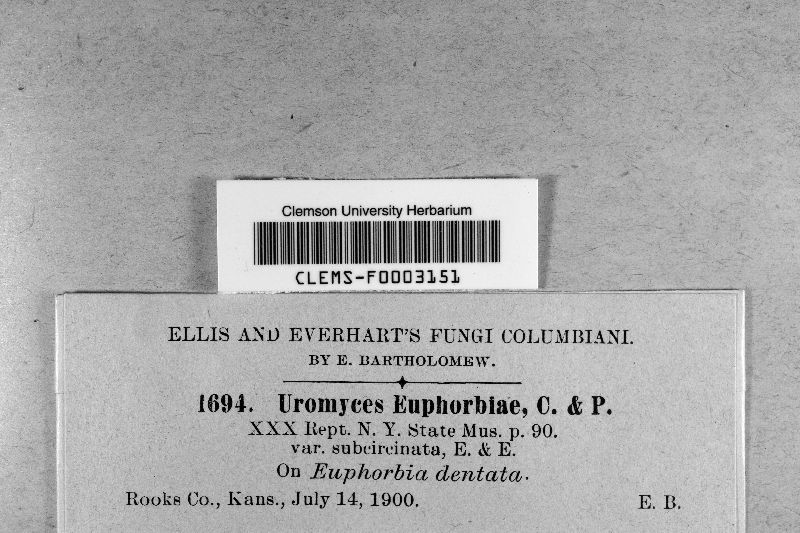 Clemson University Herbarium
CLEMS-F0003151
ELLIS AND EVERHART'S FUNGI COLUMBIANI.
BY E. BARTHOLOMEW.
1694. Uromyces Euphorbiae, C. & P.
XXX Rept. N. Y. State Mus. p. 90.
var. subcircinata, E. & E.
On Euphorbia dentata.
Rooks Co., Kans., July 14, 1900. E. B.